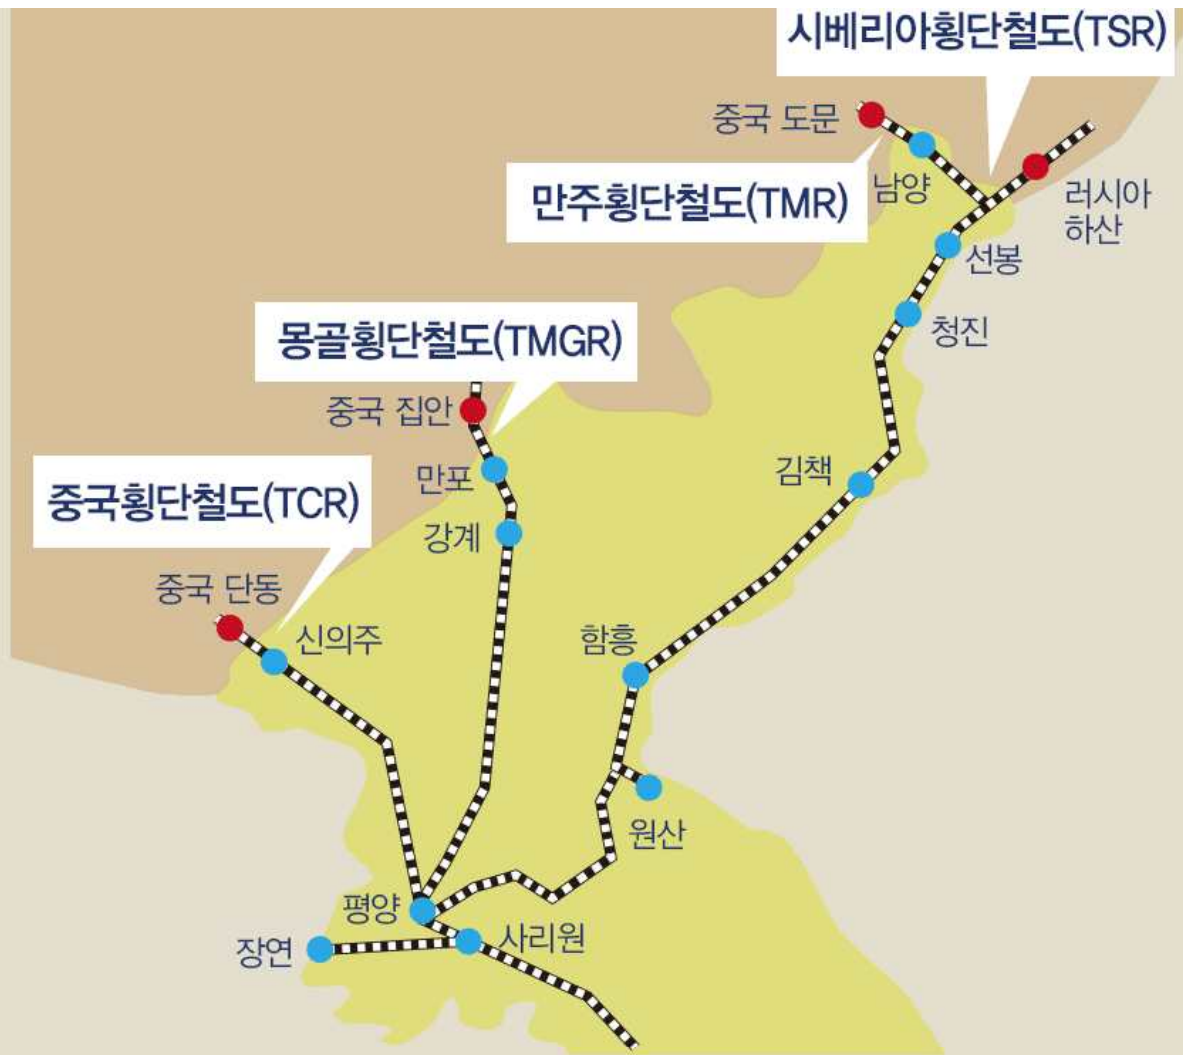 시베리아횡단철도(TSR)
중국 도문
만주횡단철도(TMR)
남양
러시아
하산
선봉
청진
몽골횡단철도(TMGR)
중국 집안
만포
김책
중국횡단철도(TCR)
강계
중국 단동
신의주
함흥
원산
평양
사리원
장연